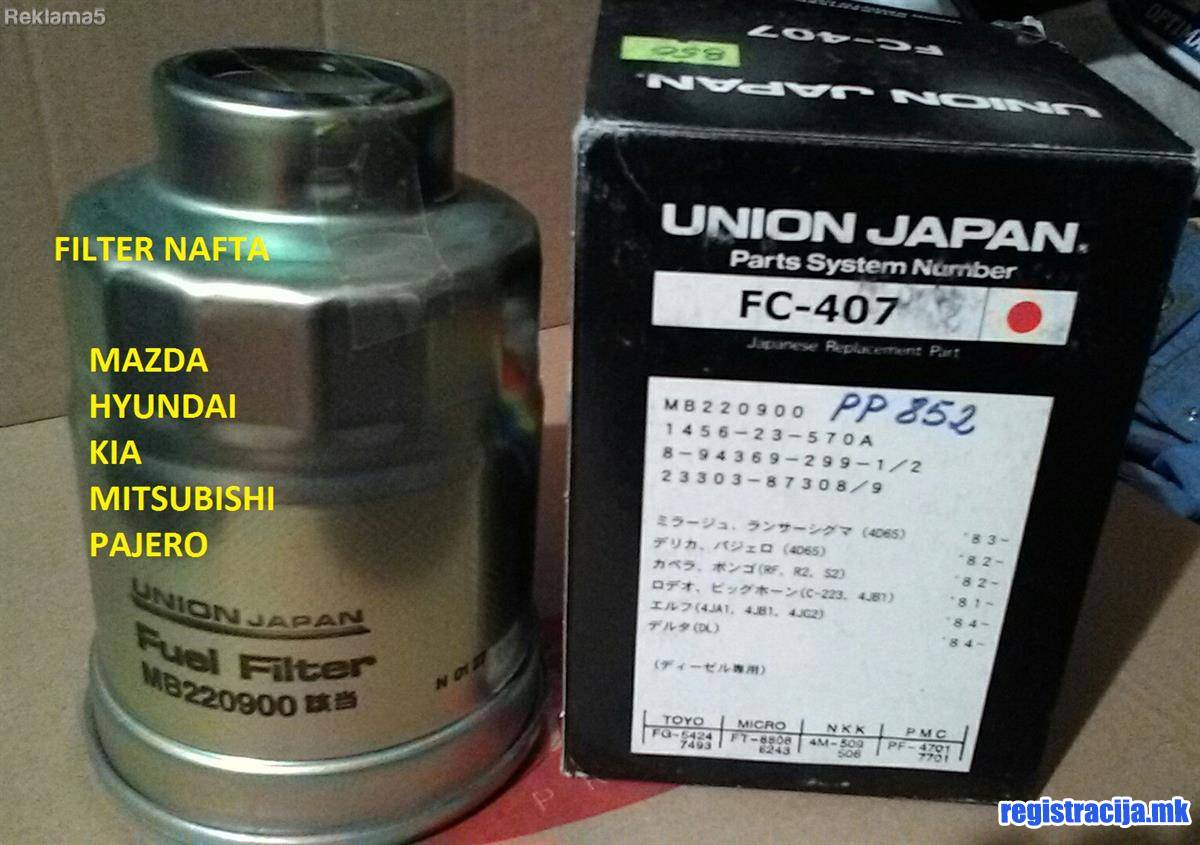 Reklama5
FILTER NAFTA
MAZDA
HYUNDAI
KIA
MITSUBISHI
PAJERO
UNION JAPAN
Fuel Filter
MB220900 該当
FC-407
850
UNION JAPAN
UNION JAPAN
Parts System Number
FC-407
Japanese Replacement Part
MB220900 PP 852
1456-23-570A
8-94369-299-1/2
23303-87308/9
ミラージュ、ランサーシグマ (4D65) '83-
デリカ、パジェロ (4D65) '82-
カペラ、ボンゴ(RF, R2, S2) '82-
ロデオ、ビッグホーン(C-223, 4JB1) '81-
エルフ(4JA1, 4JB1, 4JG2) '84-
デルタ(DL) '84-
(ディーゼル専用)
TOYO MICRO NKK PMC
FG-5424 FT-8808 4M-509 PF-4701
7493 6243 506 7701
registracija.mk